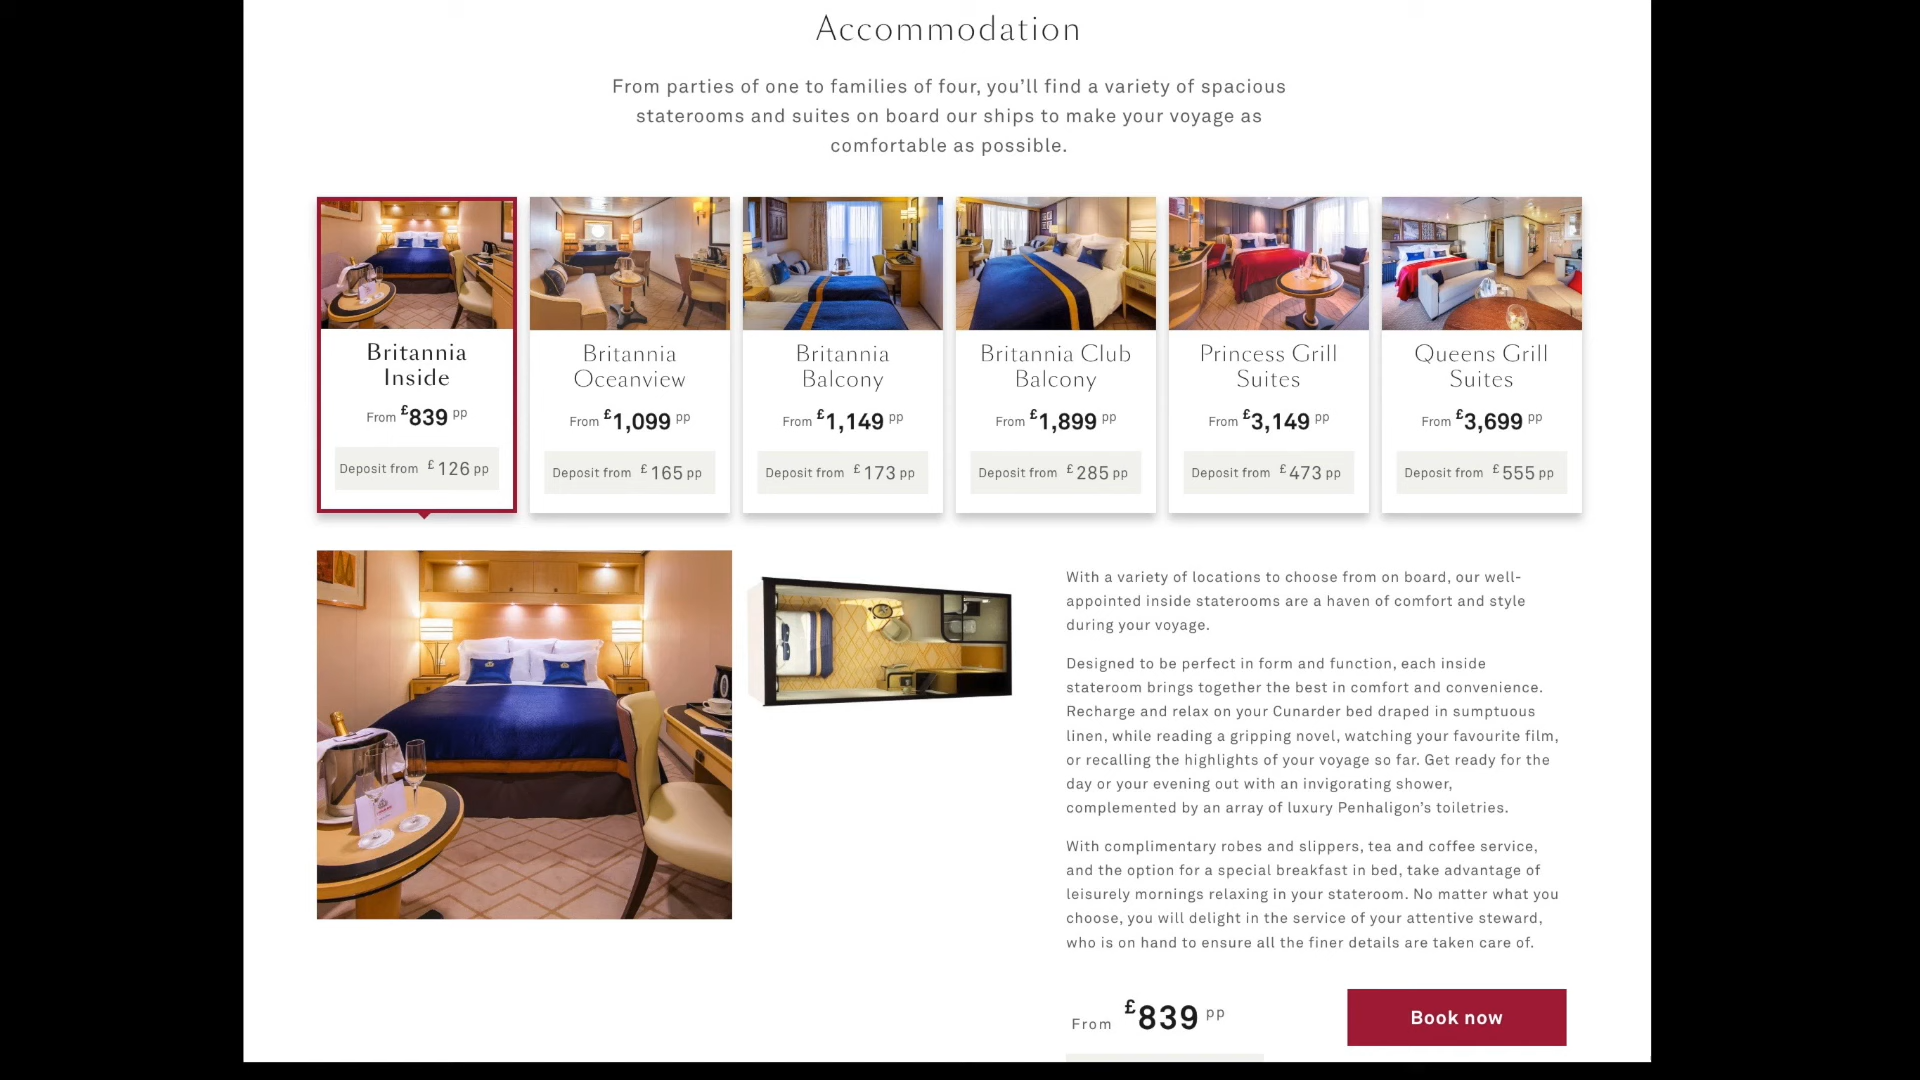 Accommodation
From parties of one to families of four, you’ll find a variety of spacious
staterooms and suites on board our ships to make your voyage as
comfortable as possible.
Britannia
Inside
From £839 pp
Deposit from £126 pp
Britannia
Oceanview
From £1,099 pp
Deposit from £165 pp
Britannia
Balcony
From £1,149 pp
Deposit from £173 pp
Britannia Club
Balcony
From £1,899 pp
Deposit from £285 pp
Princess Grill
Suites
From £3,149 pp
Deposit from £473 pp
Queens Grill
Suites
From £3,699 pp
Deposit from £555 pp
With a variety of locations to choose from on board, our well-
appointed inside staterooms are a haven of comfort and style
during your voyage.
Designed to be perfect in form and function, each inside
stateroom brings together the best in comfort and convenience.
Recharge and relax on your Cunarder bed draped in sumptuous
linen, while reading a gripping novel, watching your favourite film,
or recalling the highlights of your voyage so far. Get ready for the
day or your evening out with an invigorating shower,
complemented by an array of luxury Penhaligon’s toiletries.
With complimentary robes and slippers, tea and coffee service,
and the option for a special breakfast in bed, take advantage of
leisurely mornings relaxing in your stateroom. No matter what you
choose, you will delight in the service of your attentive steward,
who is on hand to ensure all the finer details are taken care of.
From £839 pp
Book now